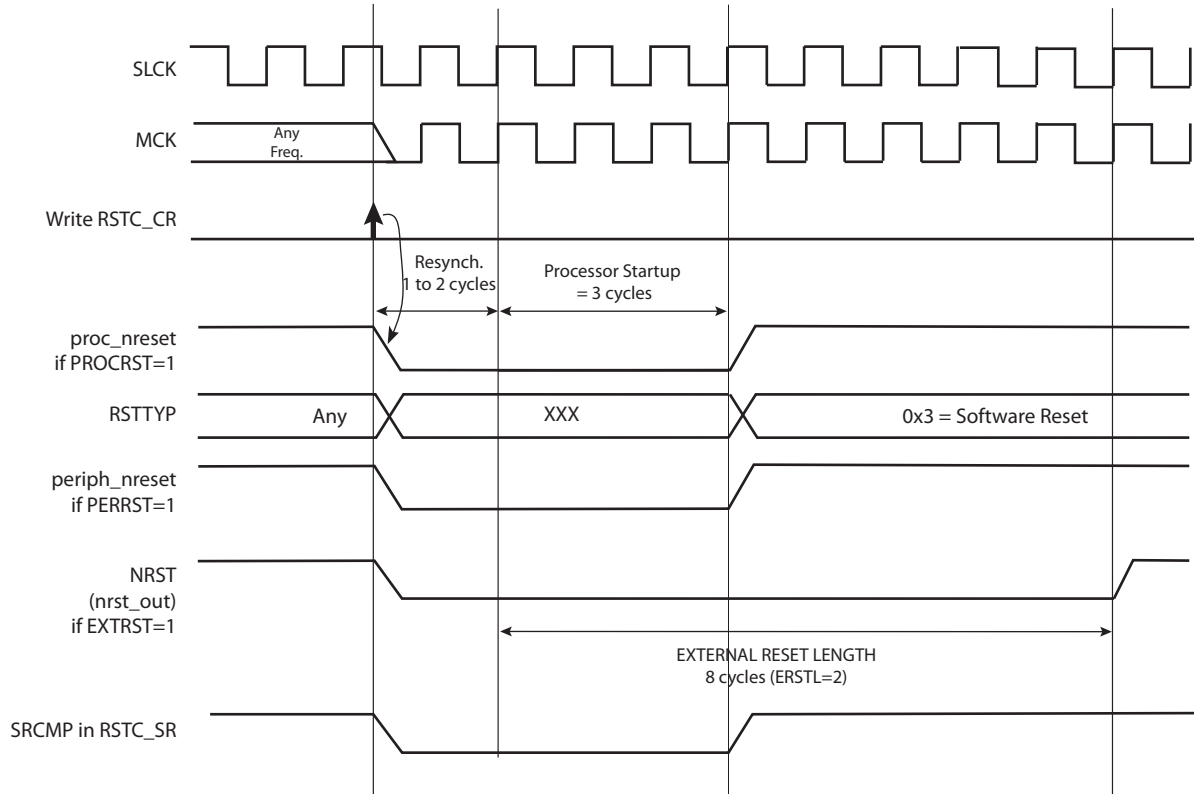 SLCK
MCK
Any
Freq.
Write RSTC_CR
Resynch.
1 to 2 cycles
Processor Startup
= 3 cycles
proc_nreset
if PROCRST=1
RSTTYP
Any
XXX
0x3 = Software Reset
periph_nreset
if PERRST=1
NRST
(nrst_out)
if EXTRST=1
EXTERNAL RESET LENGTH
8 cycles (ERSTL=2)
SRCMP in RSTC_SR